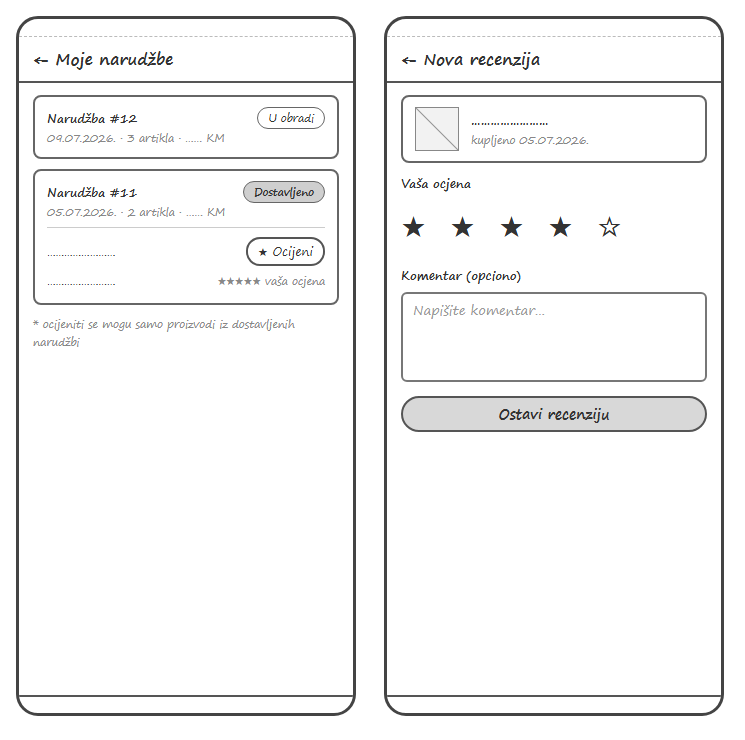 ← Moje narudžbe
Narudžba #12
U obradi
09.07.2026. · 3 artikla · ...... KM
Narudžba #11
Dostavljeno
05.07.2026. · 2 artikla · ...... KM
........................
★ Ocijeni
........................
★★★★★ vaša ocjena
* ocijeniti se mogu samo proizvodi iz dostavljenih
narudžbi
← Nova recenzija
........................
kupljeno 05.07.2026.
Vaša ocjena
★ ★ ★ ★ ☆
Komentar (opciono)
Napišite komentar...
Ostavi recenziju